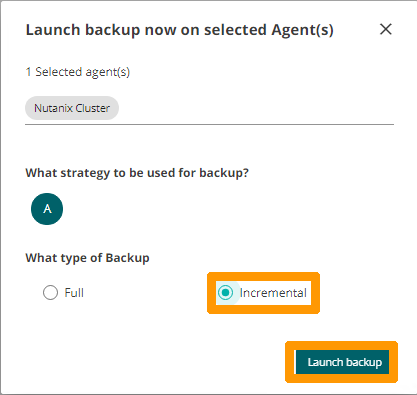 Launch backup now on selected Agent(s)
1 Selected agent(s)
Nutanix Cluster
What strategy to be used for backup?
A
What type of Backup
Full
Incremental
Launch backup